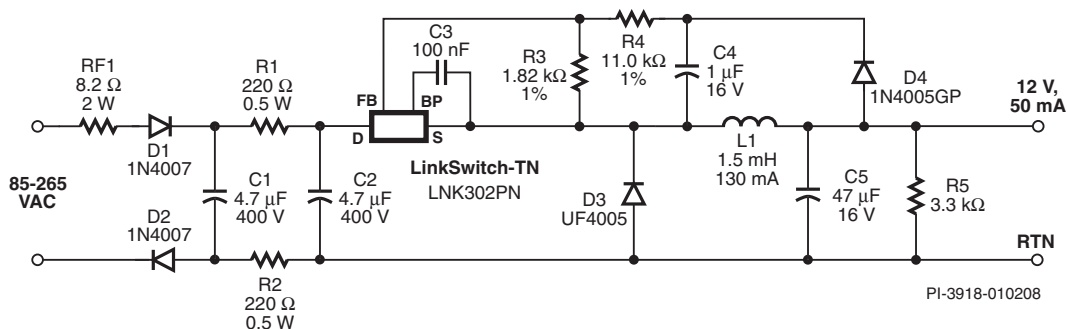 RF1
8.2 Ω
2 W
D1
1N4007
R1
220 Ω
0.5 W
C3
100 nF
FB
BP
D
S
LinkSwitch-TN
LNK302PN
R3
1.82 kΩ
1%
R4
11.0 kΩ
1%
C4
1 µF
16 V
D4
1N4005GP
12 V,
50 mA
85-265
VAC
C1
4.7 µF
400 V
C2
4.7 µF
400 V
D2
1N4007
R2
220 Ω
0.5 W
D3
UF4005
L1
1.5 mH
130 mA
C5
47 µF
16 V
R5
3.3 kΩ
RTN
PI-3918-010208